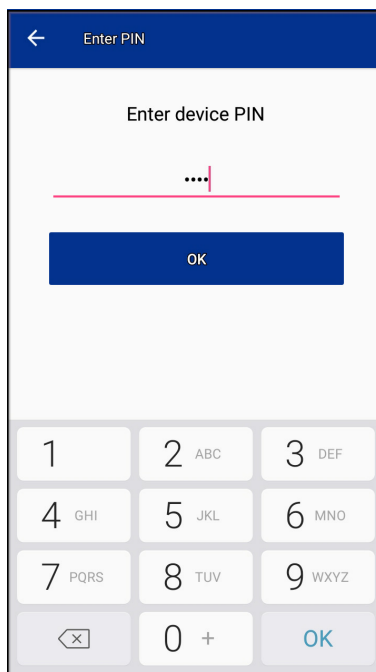 Enter PIN
Enter device PIN
••••
OK
1 2 ABC 3 DEF
4 GHI 5 JKL 6 MNO
7 PQRS 8 TUV 9 WXYZ
0 + OK